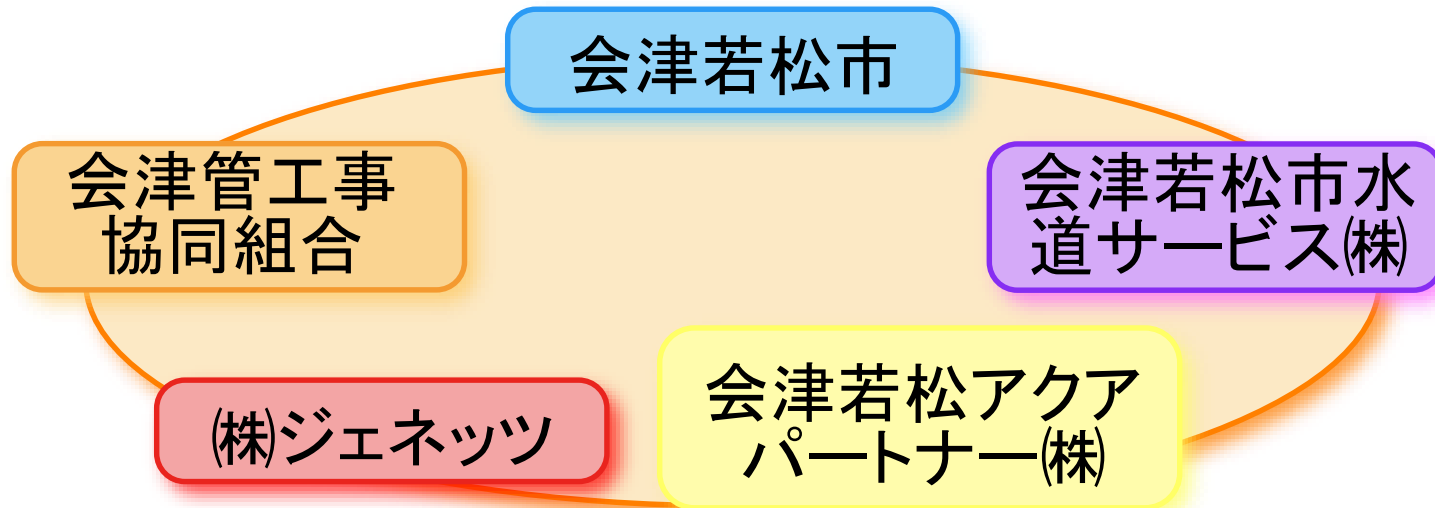 会津若松市
会津管工事
協同組合
会津若松市水
道サービス㈱
㈱ジェネッツ
会津若松アクア
パートナー㈱